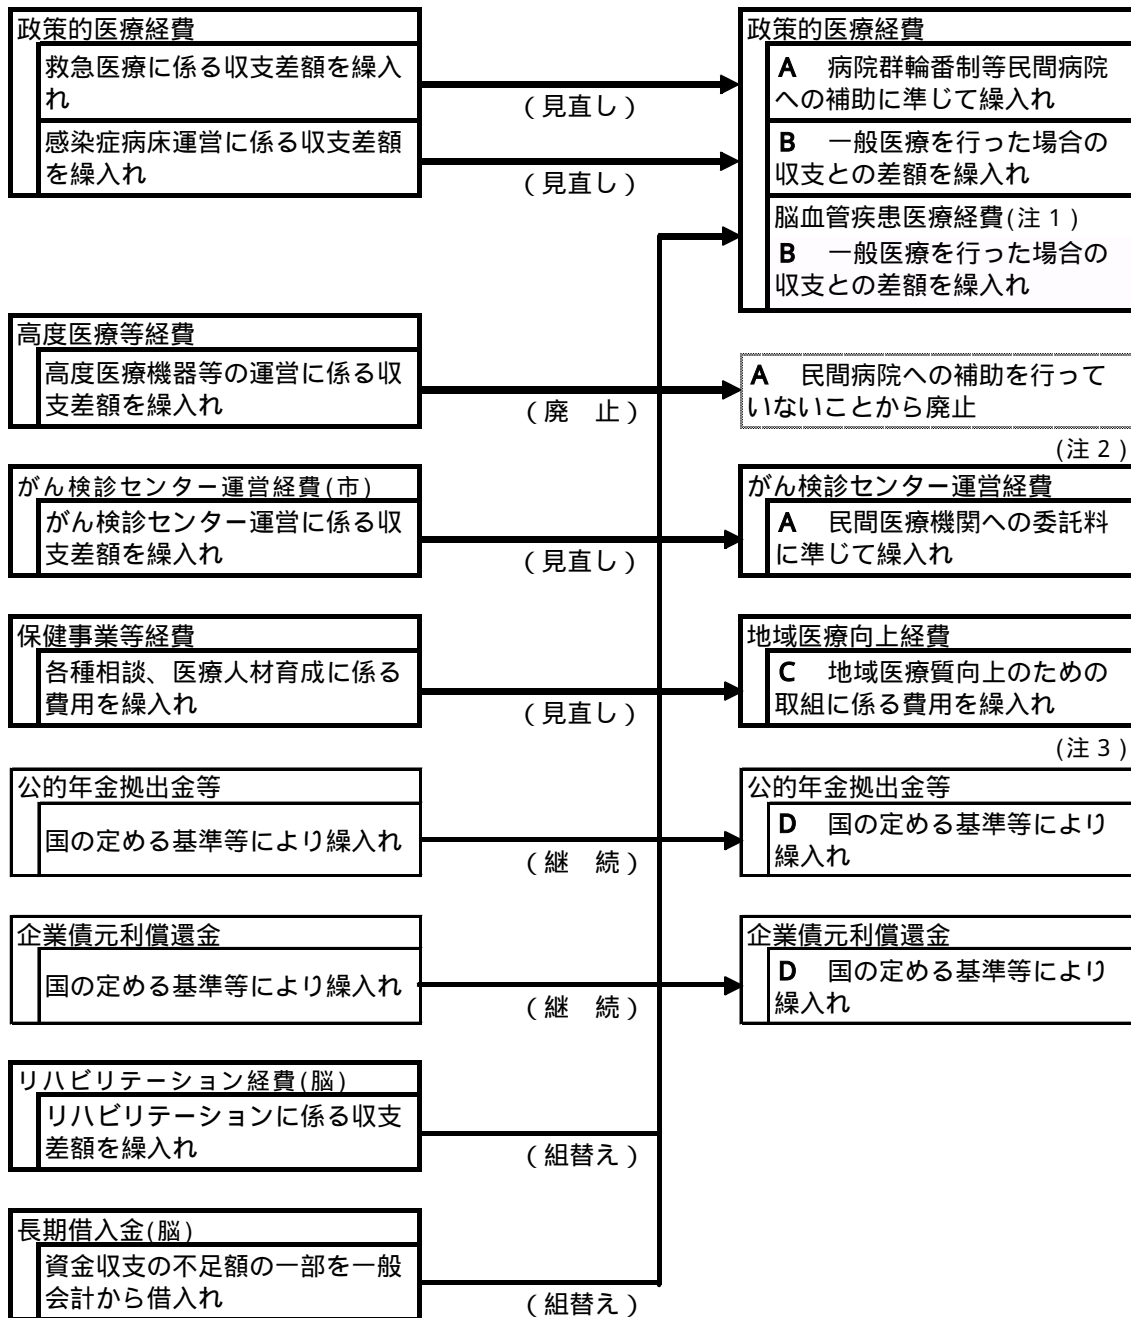 政策的医療経費
救急医療に係る収支差額を繰入
れ
感染症病床運営に係る収支差額
を繰入れ
（見直し）
（見直し）
政策的医療経費
A　病院群輪番制等民間病院
への補助に準じて繰入れ
B　一般医療を行った場合の
収支との差額を繰入れ
脳血管疾患医療経費(注１)
B　一般医療を行った場合の
収支との差額を繰入れ
高度医療等経費
高度医療機器等の運営に係る収
支差額を繰入れ
（廃　止）
A　民間病院への補助を行って
いないことから廃止
(注２)
がん検診センター運営経費(市)
がん検診センター運営に係る収
支差額を繰入れ
（見直し）
がん検診センター運営経費
A　民間医療機関への委託料
に準じて繰入れ
保健事業等経費
各種相談、医療人材育成に係る
費用を繰入れ
（見直し）
地域医療向上経費
C　地域医療質向上のための
取組に係る費用を繰入れ
(注３)
公的年金拠出金等
国の定める基準等により繰入れ
（継　続）
公的年金拠出金等
D　国の定める基準等により
繰入れ
企業債元利償還金
国の定める基準等により繰入れ
（継　続）
企業債元利償還金
D　国の定める基準等により
繰入れ
リハビリテーション経費(脳)
リハビリテーションに係る収支
差額を繰入れ
（組替え）
長期借入金(脳)
資金収支の不足額の一部を一般
会計から借入れ
（組替え）